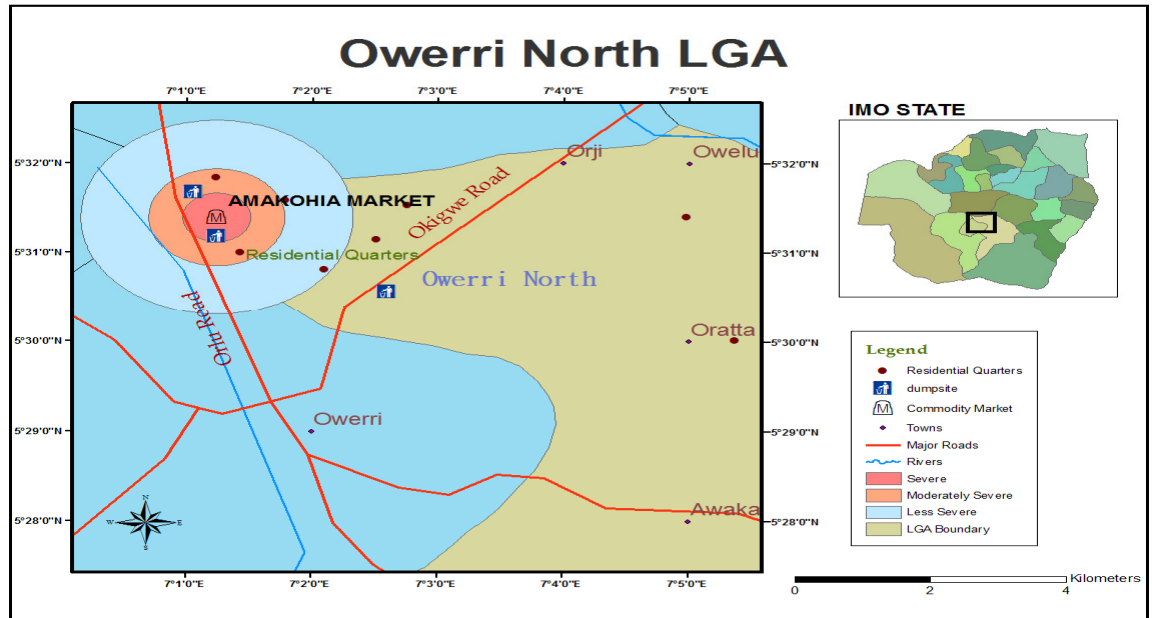 Owerri North LGA
7°1'0"E 7°2'0"E 7°3'0"E 7°4'0"E 7°5'0"E
IMO STATE
5°32'0"N
Orji
Owelu
5°32'0"N
AMAKOHIA MARKET
M
Okigwe Road
5°31'0"N
Residential Quarters
5°31'0"N
Owerri North
Orlu Road
5°30'0"N
Oratta
5°30'0"N
Owerri
5°29'0"N
5°29'0"N
Awaka
5°28'0"N
5°28'0"N
N
W E
S
7°1'0"E 7°2'0"E 7°3'0"E 7°4'0"E 7°5'0"E
Legend
Residential Quarters
dumpsite
M Commodity Market
Towns
Major Roads
Rivers
Severe
Moderately Severe
Less Severe
LGA Boundary
Kilometers
0 2 4